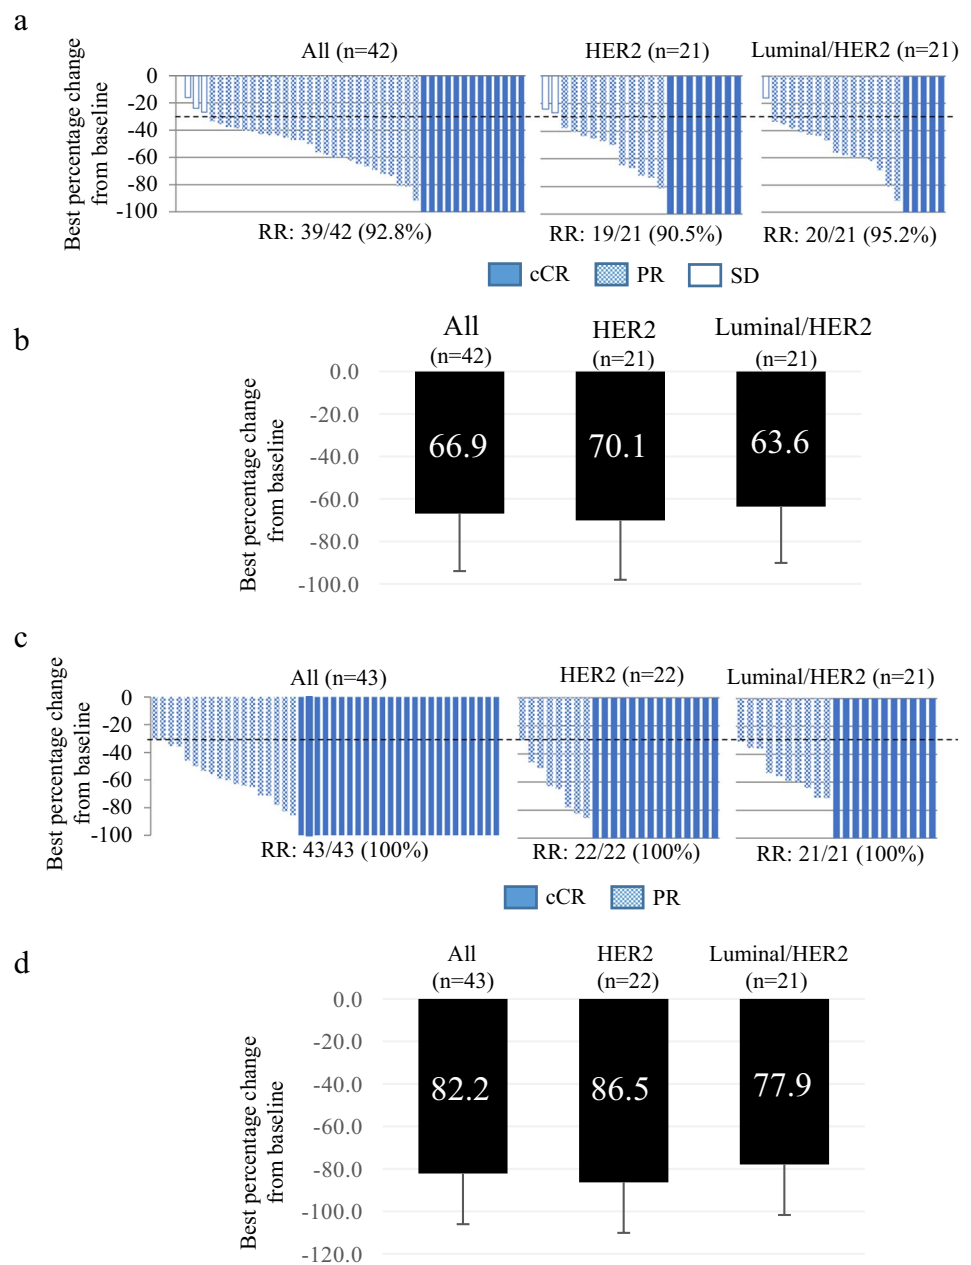 a
All (n=42)
HER2 (n=21)
Luminal/HER2 (n=21)
Best percentage change
from baseline
0
-20
-40
-60
-80
-100
RR: 39/42 (92.8%)
RR: 19/21 (90.5%)
RR: 20/21 (95.2%)
cCR
PR
SD
b
All
(n=42)
HER2
(n=21)
Luminal/HER2
(n=21)
Best percentage change
from baseline
0.0
-20.0
-40.0
-60.0
-80.0
-100.0
66.9
70.1
63.6
c
All (n=43)
HER2 (n=22)
Luminal/HER2 (n=21)
Best percentage change
from baseline
0
-20
-40
-60
-80
-100
RR: 43/43 (100%)
RR: 22/22 (100%)
RR: 21/21 (100%)
cCR
PR
d
All
(n=43)
HER2
(n=22)
Luminal/HER2
(n=21)
Best percentage change
from baseline
0.0
-20.0
-40.0
-60.0
-80.0
-100.0
-120.0
82.2
86.5
77.9